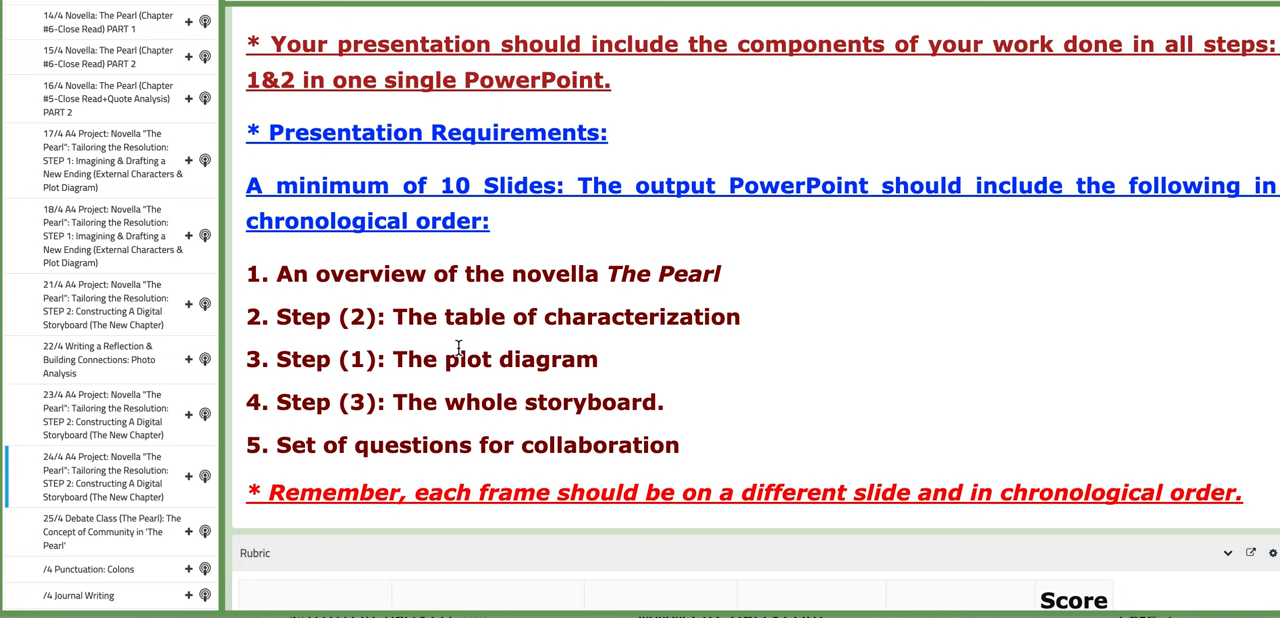 14/4 Novella: The Pearl (Chapter
#6-Close Read) PART 1
15/4 Novella: The Pearl (Chapter
#6-Close Read) PART 2
16/4 Novella: The Pearl (Chapter
#5-Close Read+Quote Analysis)
PART 2
17/4 A4 Project: Novella "The
Pearl": Tailoring the Resolution:
STEP 1: Imagining & Drafting a
New Ending (External Characters &
Plot Diagram)
18/4 A4 Project: Novella "The
Pearl": Tailoring the Resolution:
STEP 1: Imagining & Drafting a
New Ending (External Characters &
Plot Diagram)
21/4 A4 Project: Novella "The
Pearl": Tailoring the Resolution:
STEP 2: Constructing A Digital
Storyboard (The New Chapter)
22/4 Writing a Reflection &
Building Connections: Photo
Analysis
23/4 A4 Project: Novella "The
Pearl": Tailoring the Resolution:
STEP 2: Constructing A Digital
Storyboard (The New Chapter)
24/4 A4 Project: Novella "The
Pearl": Tailoring the Resolution:
STEP 2: Constructing A Digital
Storyboard (The New Chapter)
25/4 Debate Class (The Pearl): The
Concept of Community in 'The
Pearl'
/4 Punctuation: Colons
/4 Journal Writing
* Your presentation should include the components of your work done in all steps:
1&2 in one single PowerPoint.
* Presentation Requirements:
A minimum of 10 Slides: The output PowerPoint should include the following in
chronological order:
1. An overview of the novella The Pearl
2. Step (2): The table of characterization
3. Step (1): The plot diagram
4. Step (3): The whole storyboard.
5. Set of questions for collaboration
* Remember, each frame should be on a different slide and in chronological order.
Rubric
Score